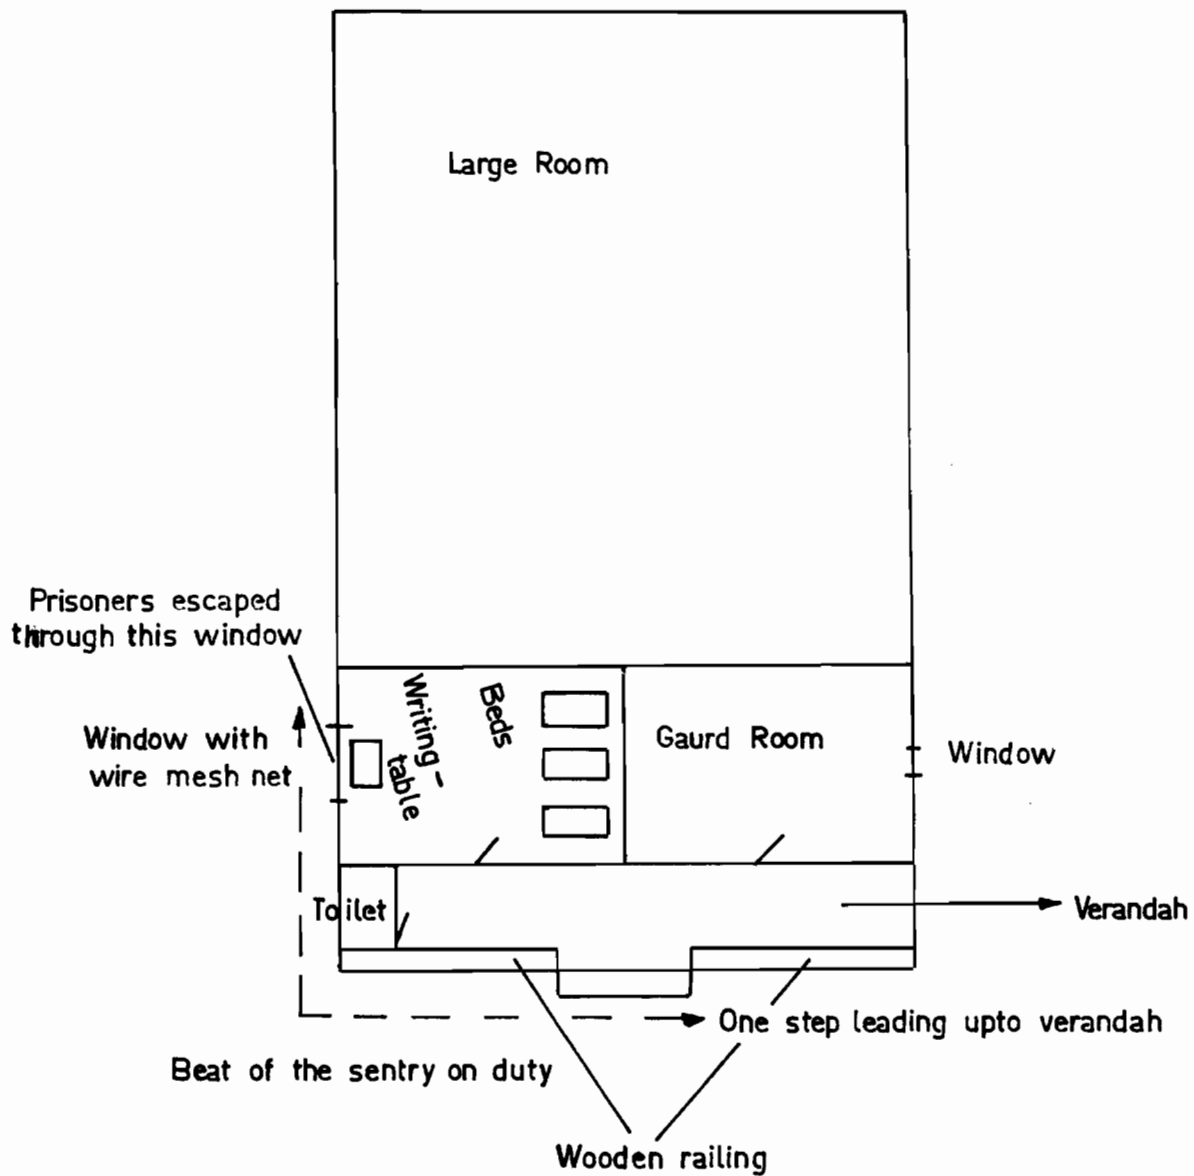 Large Room
Prisoners escaped
through this window
Window with
wire mesh net
Writing-
table
Beds
Gaurd Room
Window
Toilet
Verandah
One step leading upto verandah
Beat of the sentry on duty
Wooden railing